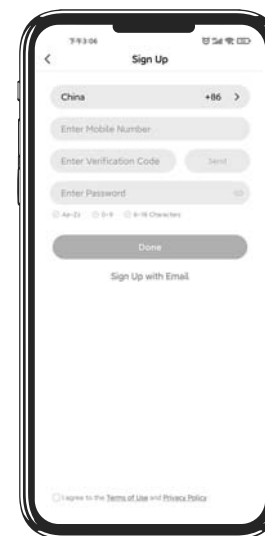 Sign Up
China +86 >
Enter Mobile Number
Enter Verification Code Send
Enter Password
Aa-Zz 0-9 6-16 Characters
Done
Sign Up with Email
I agree to the Terms of Use and Privacy Policy